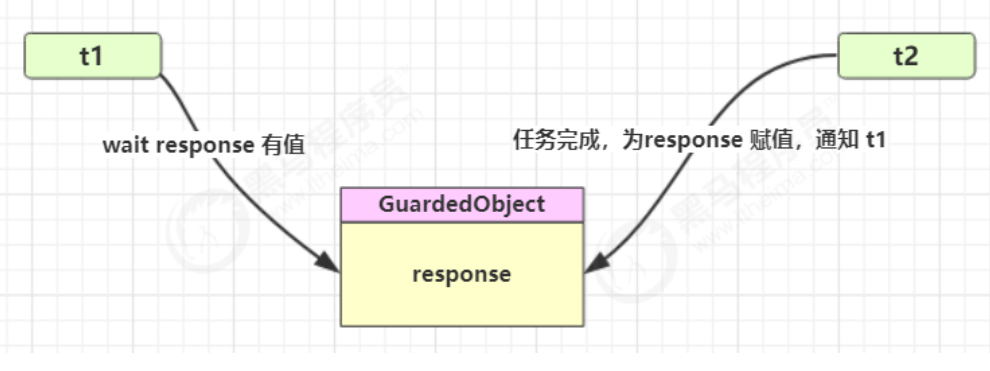 t1
t2
wait response 有值
任务完成，为response 赋值，通知 t1
GuardedObject
response
黑马程序员
www.itheima.com
黑马程序员
www.itheima.com